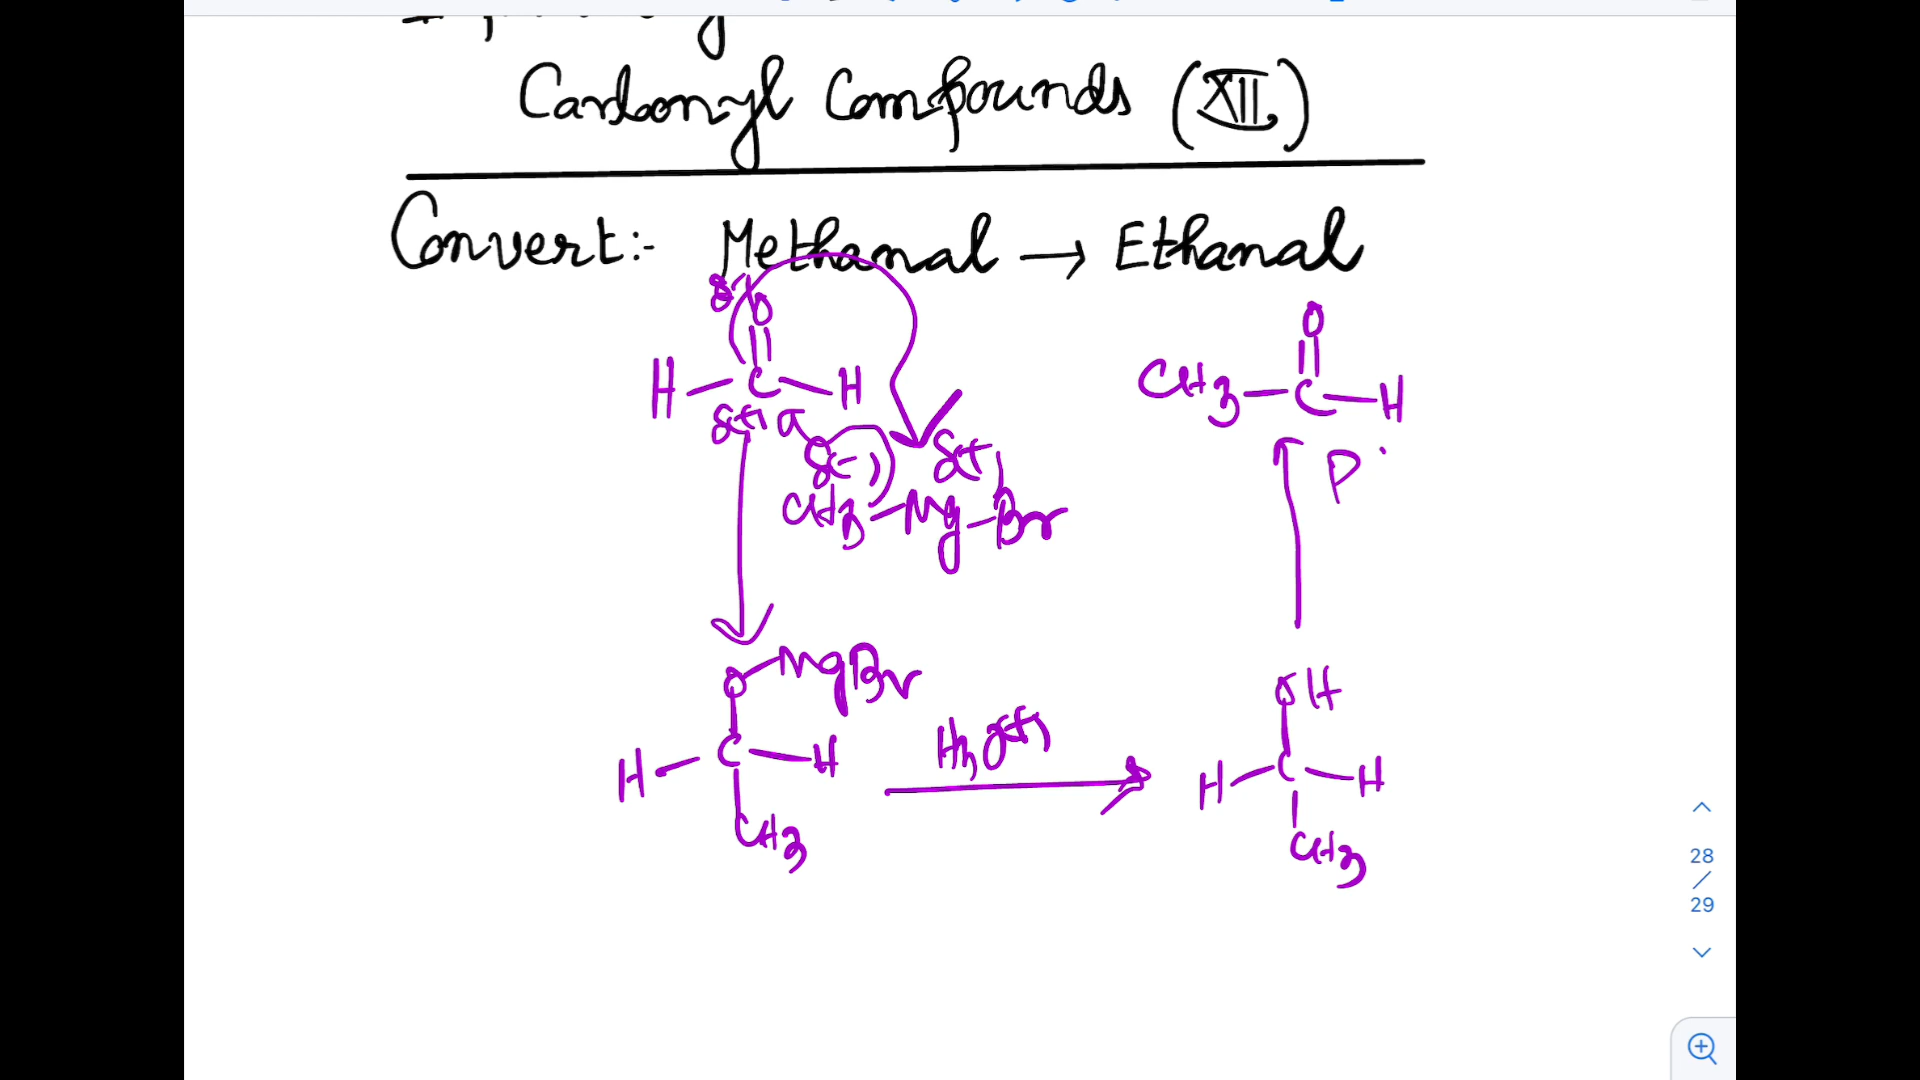 Carbonyl Compounds (XII)
Convert:- Methanal → Ethanal
O
O
H C H
CH3 C H
δ(+)
δ(-) δ(+)
P
CH3-Mg-Br
O MgBr
OH
H C H
H3O(+)
H C H
CH3
CH3
28
/
29